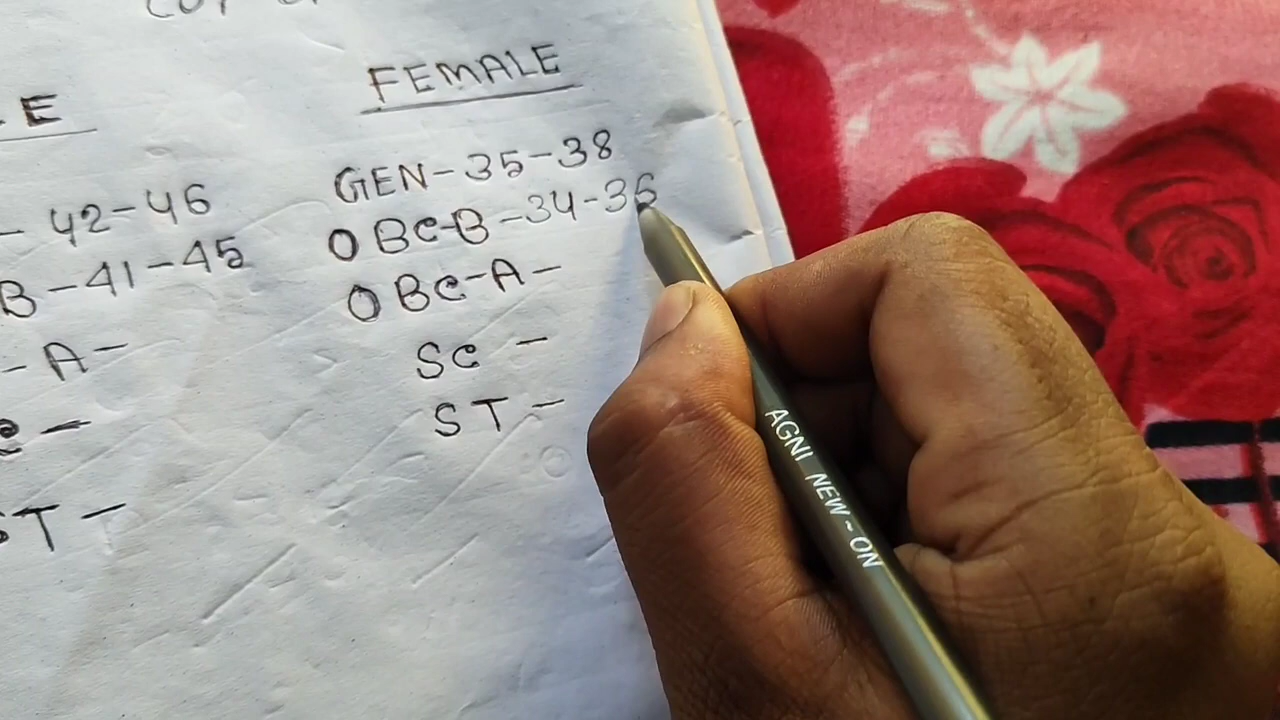 FEMALE
GEN-35-38
- 42-46
OBC-B-34-36
B-41-45
OBC-A-
- A-
SC -
ST-
ST-
AGNI NEW-ON